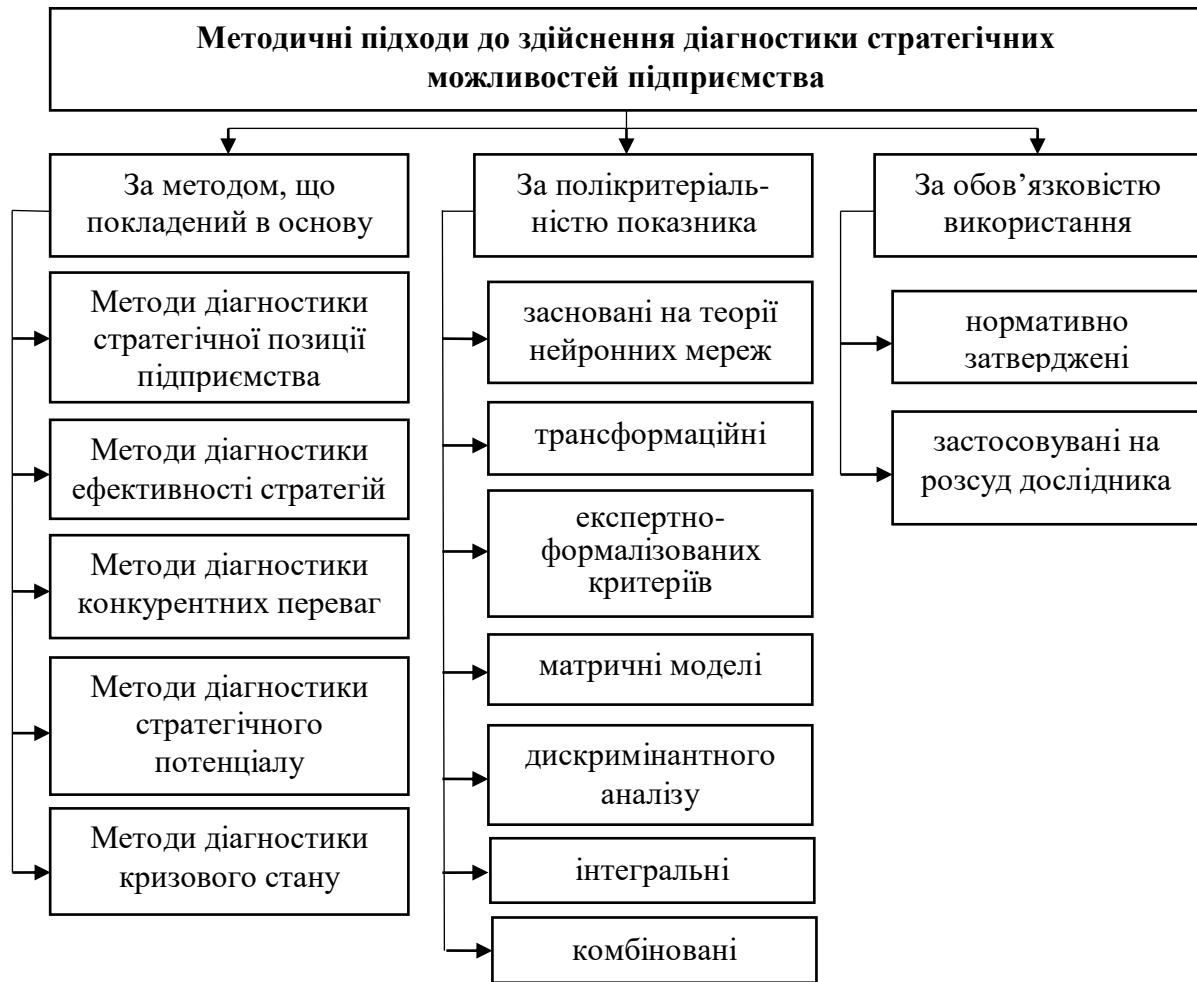 Методичні підходи до здійснення діагностики стратегічних
можливостей підприємства
За методом, що
покладений в основу
Методи діагностики
стратегічної позиції
підприємства
Методи діагностики
ефективності стратегій
Методи діагностики
конкурентних переваг
Методи діагностики
стратегічного
потенціалу
Методи діагностики
кризового стану
За полікритеріаль-
ністю показника
засновані на теорії
нейронних мереж
трансформаційні
експертно-
формалізованих
критеріїв
матричні моделі
дискримінантного
аналізу
інтегральні
комбіновані
За обов’язковістю
використання
нормативно
затверджені
застосовувані на
розсуд дослідника